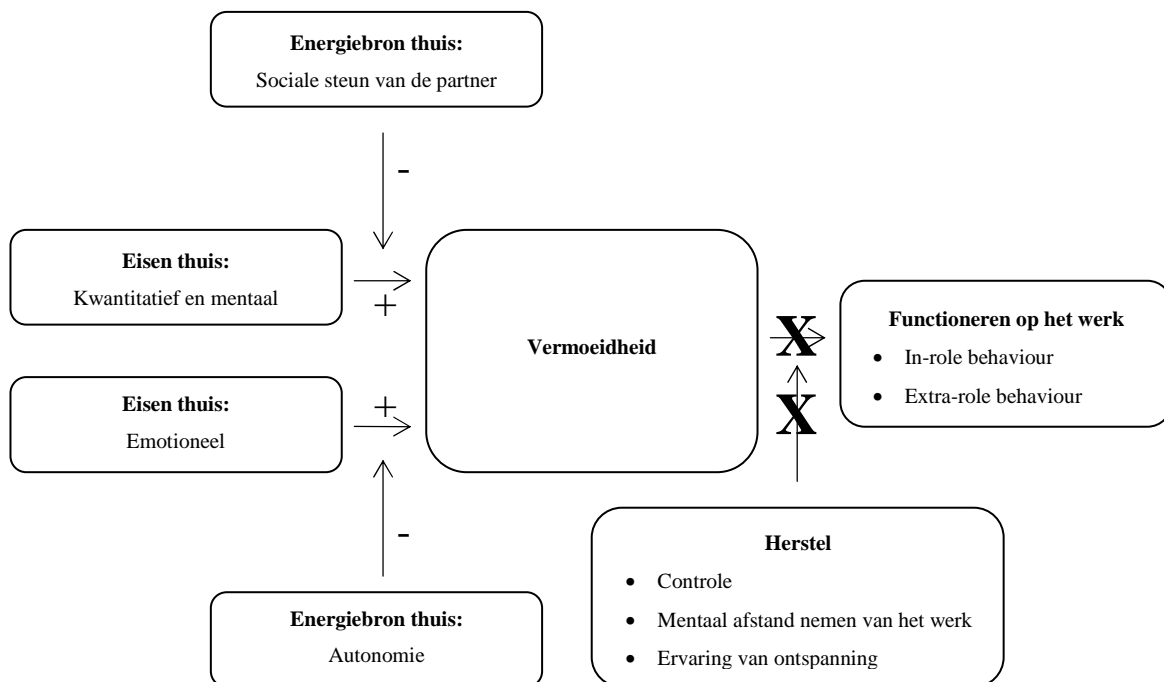 Energiebron thuis:
Sociale steun van de partner
-
Eisen thuis:
Kwantitatief en mentaal
+
Vermoeidheid
X
Functioneren op het werk
• In-role behaviour
• Extra-role behaviour
Eisen thuis:
Emotioneel
+
X
-
Energiebron thuis:
Autonomie
Herstel
• Controle
• Mentaal afstand nemen van het werk
• Ervaring van ontspanning